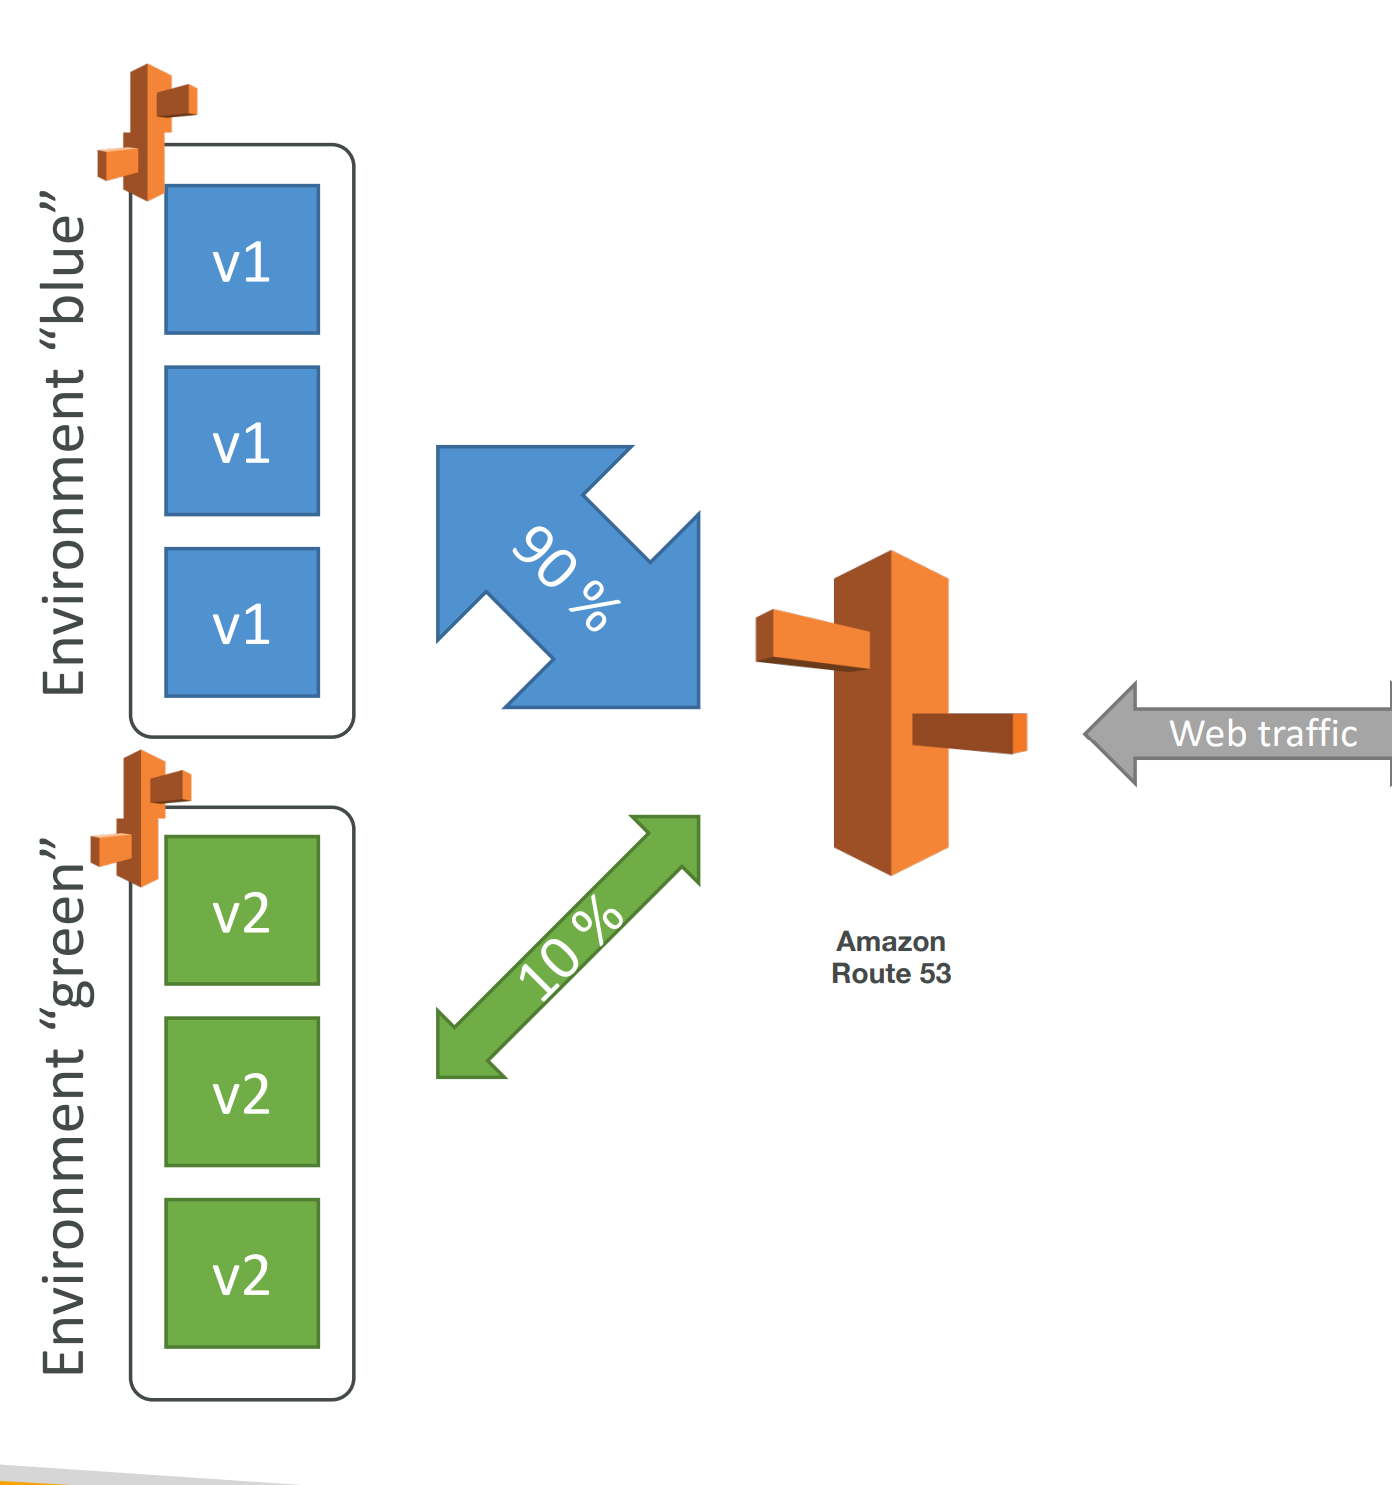 Environment “blue”
v1
v1
v1
90 %
Web traffic
Amazon
Route 53
Environment “green”
v2
v2
v2
10 %